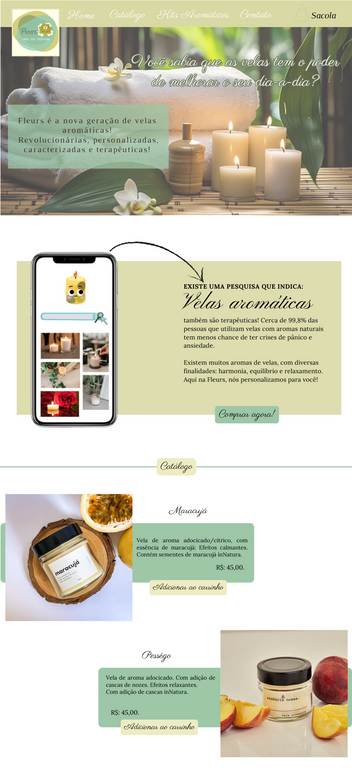 Home Catálogo Kits Aromáticos Contato Sacola
Fleurs
Você sabia que as velas tem o poder
de melhorar o seu dia-a-dia?
Fleurs é a nova geração de velas
aromáticas!
Revolucionárias, personalizadas,
caracterizadas e terapêuticas!
EXISTE UMA PESQUISA QUE INDICA:
Velas aromáticas
também são terapêuticas! Cerca de 99,8% das
pessoas que utilizam velas com aromas naturais
tem menos chance de ter crises de pânico e
ansiedade.
Existem muitos aromas de velas, com diversas
finalidades: harmonia, equilíbrio e relaxamento.
Aqui na Fleurs, nós personalizamos para você!
Comprar agora!
Catálogo
Maracujá
maracujá
Vela de aroma adocicado/cítrico, com
essência de maracujá: Efeitos calmantes.
Contém sementes de maracujá inNatura.
R$: 45,00.
Adicionar ao carrinho
Pessêgo
Vela de aroma adocicado. Com adição de
cascas de nozes. Efeitos relaxantes.
Com adição de cascas inNatura.
R$: 45,00.
Adicionar ao carrinho